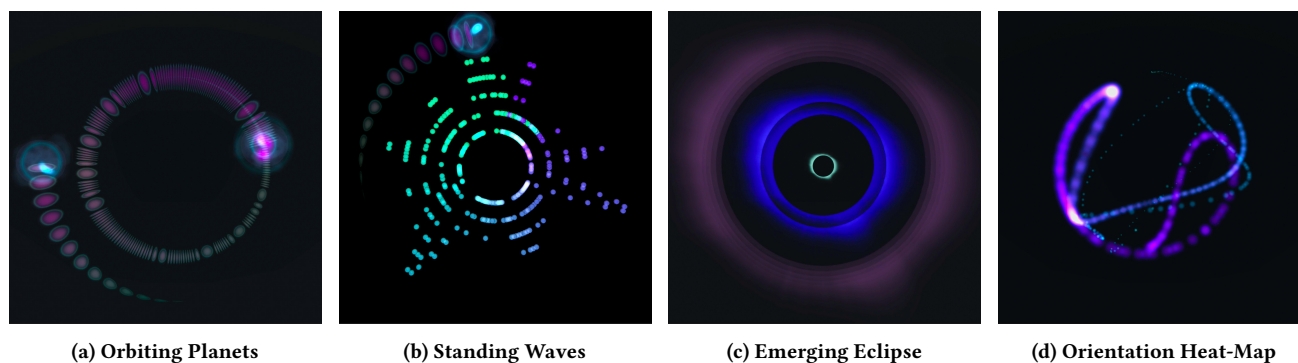 (a) Orbiting Planets
(b) Standing Waves
(c) Emerging Eclipse
(d) Orientation Heat-Map